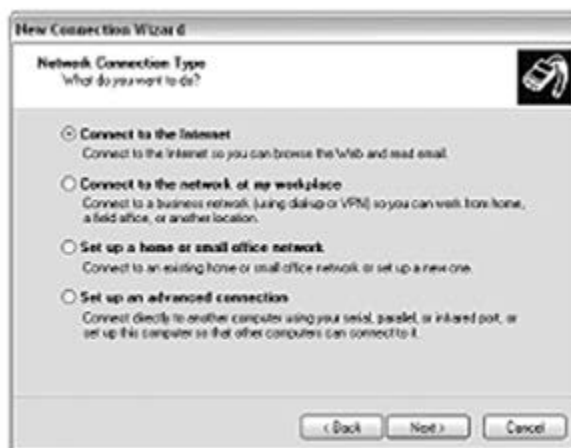 New Connection Wizard
Network Connection Type
What do you want to do?
Connect to the Internet
Connect to the Internet so you can browse the Web and read email.
Connect to the network at my workplace
Connect to a business network (using dial-up or VPN) so you can work from home,
a field office, or another location.
Set up a home or small office network
Connect to an existing home or small office network or set up a new one.
Set up an advanced connection
Connect directly to another computer using your serial, parallel, or infrared port, or
set up this computer so that other computers can connect to it.
< Back
Next >
Cancel